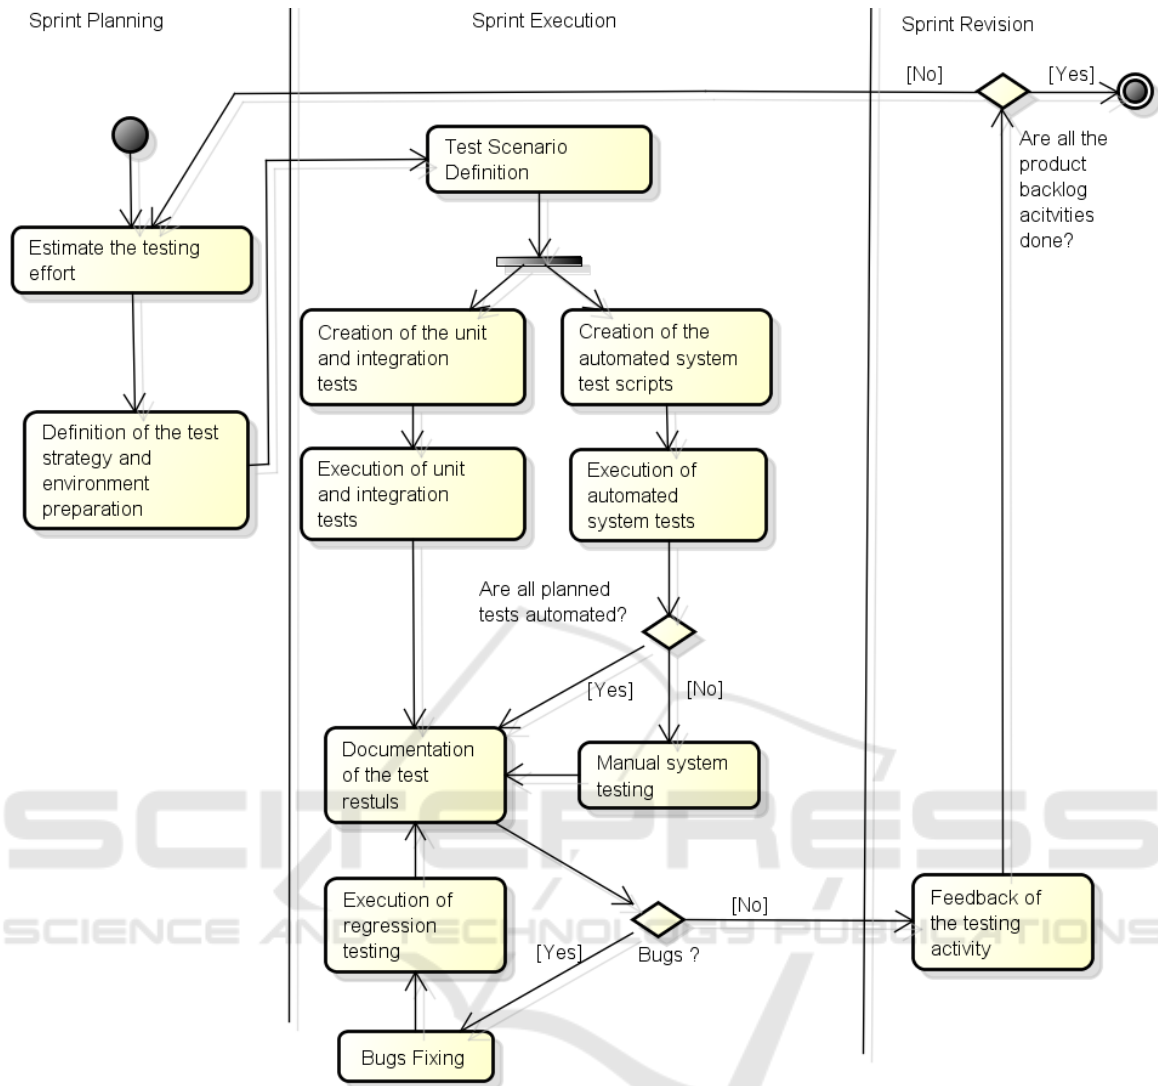 Sprint Planning
Sprint Execution
Sprint Revision
[No]
[Yes]
Are all the
product
backlog
acitvities
done?
Test Scenario
Definition
Estimate the testing
effort
Creation of the unit
and integration
tests
Creation of the
automated system
test scripts
Definition of the test
strategy and
environment
preparation
Execution of unit
and integration
tests
Execution of
automated
system tests
Are all planned
tests automated?
[Yes]
[No]
Documentation
of the test
restuls
Manual system
testing
SCITEPRESS
SCIENCE AND TECHNOLOGY PUBLICATIONS
Execution of
regression
testing
[No]
Feedback of
the testing
activity
[Yes]
Bugs ?
Bugs Fixing